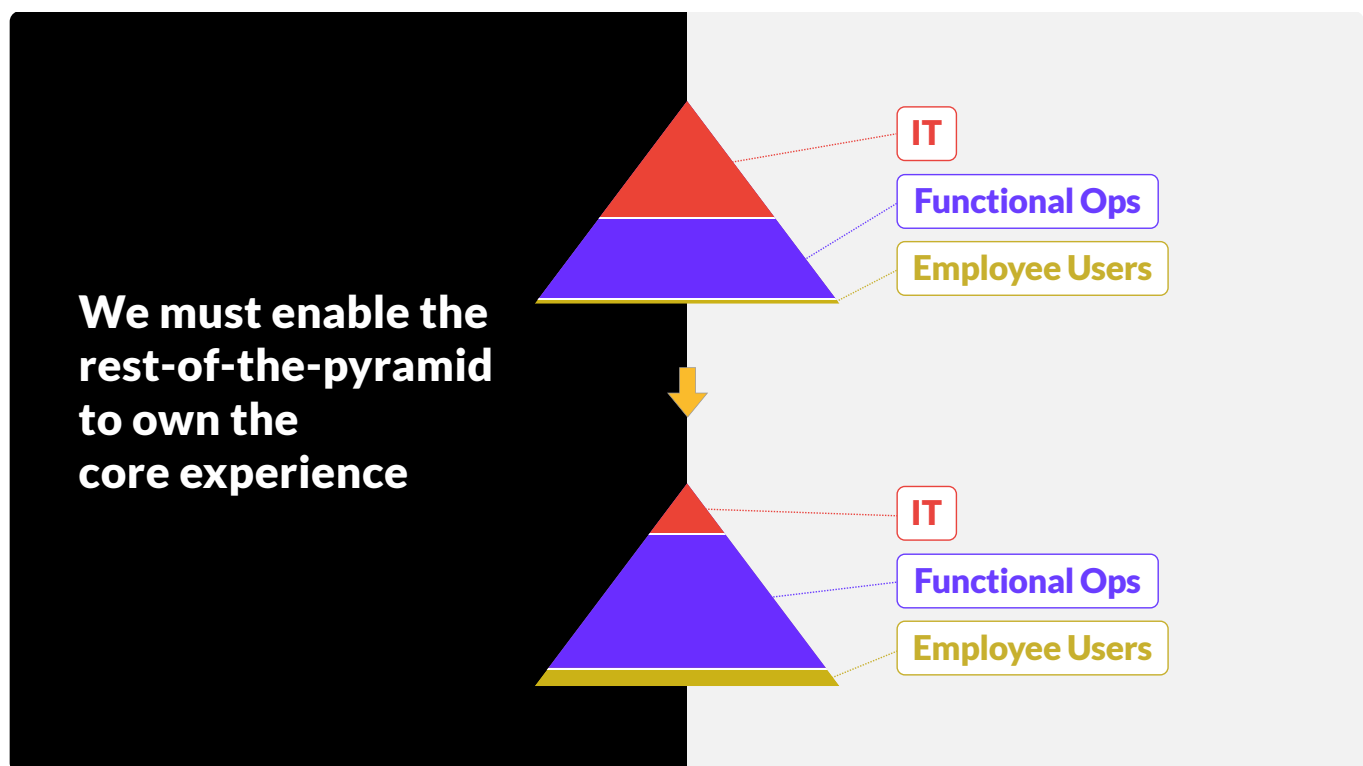 We must enable the
rest-of-the-pyramid
to own the
core experience
IT
Functional Ops
Employee Users
IT
Functional Ops
Employee Users